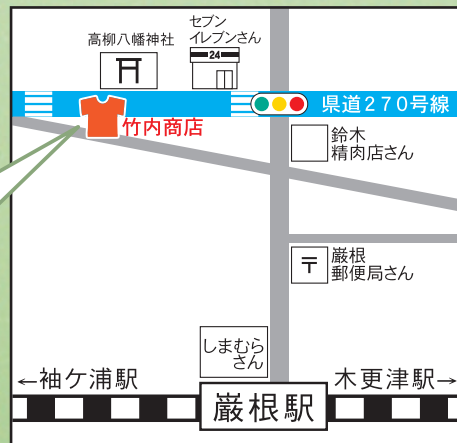 セブン
イレブンさん
高柳八幡神社
24
県道270号線
竹内商店
鈴木
精肉店さん
〒
巌根
郵便局さん
しまむら
さん
←袖ケ浦駅
木更津駅→
巌根駅